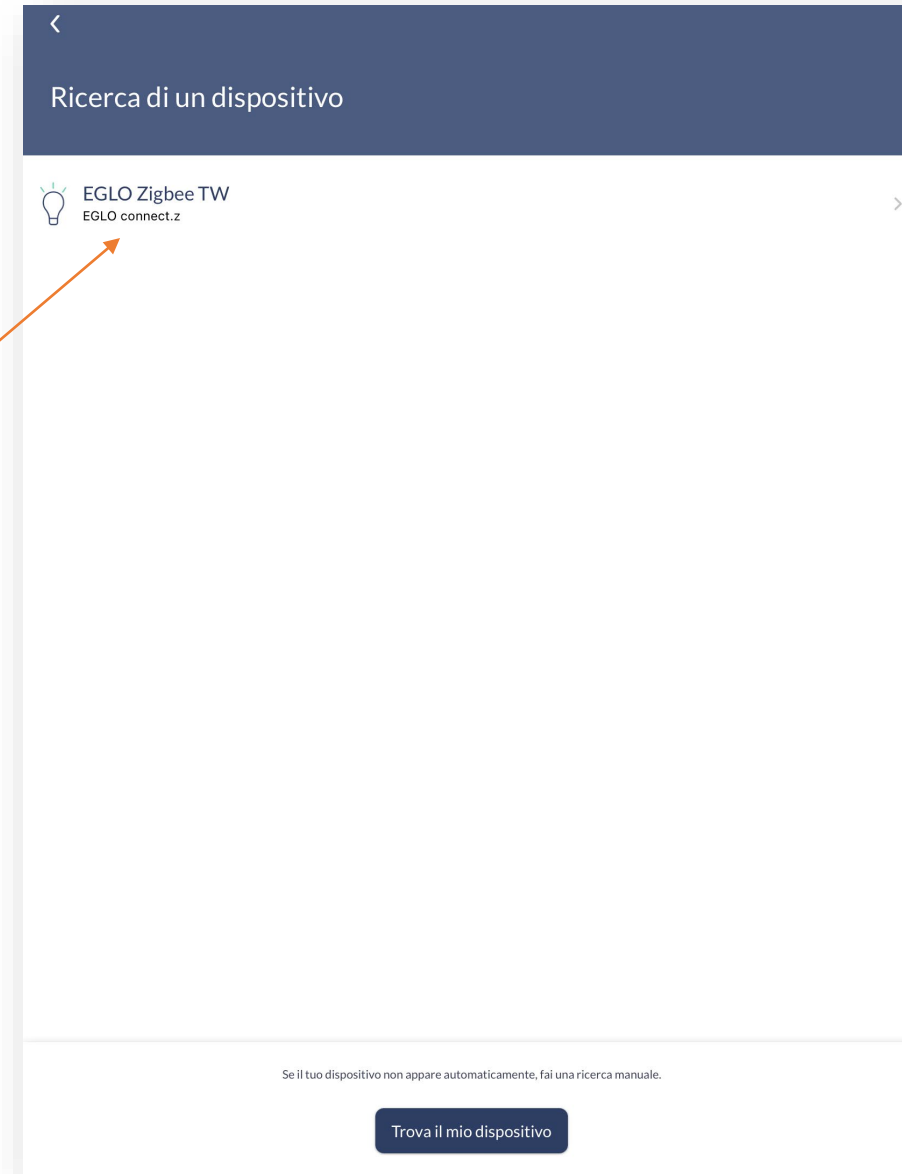 Ricerca di un dispositivo
EGLO Zigbee TW
EGLO connect.z
Se il tuo dispositivo non appare automaticamente, fai una ricerca manuale.
Trova il mio dispositivo